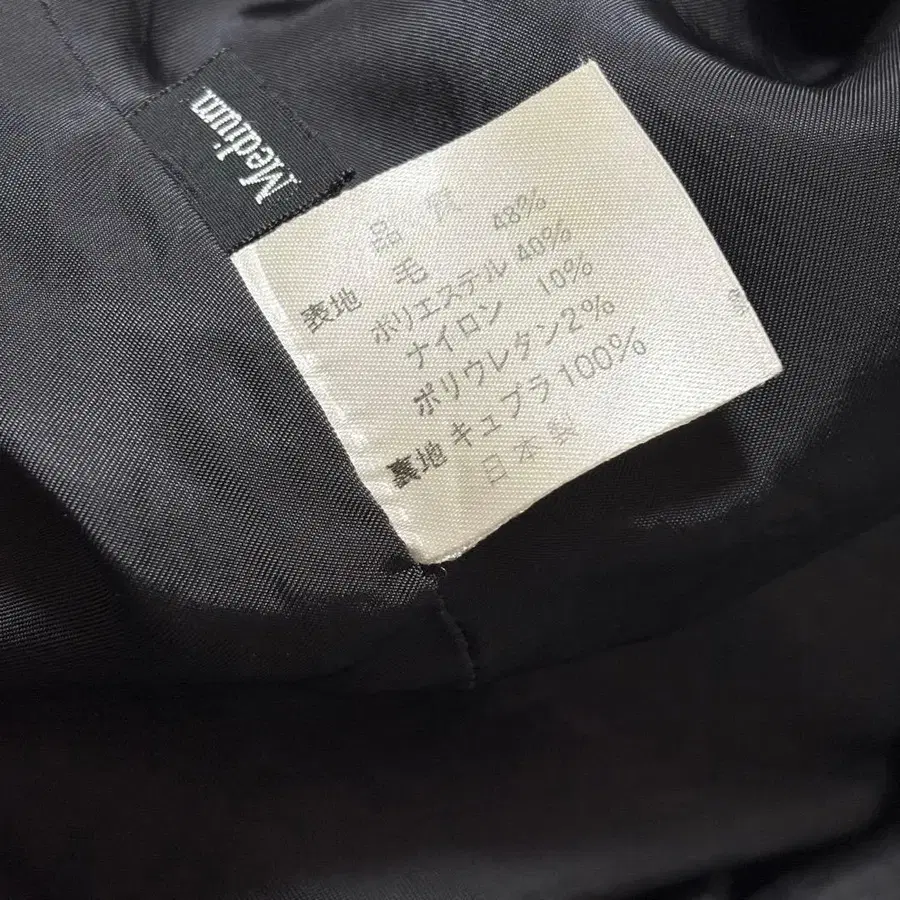 Medium
品質
表地 毛 48%
ポリエステル 40%
ナイロン 10%
ポリウレタン 2%
裏地 キュプラ 100%
日本製